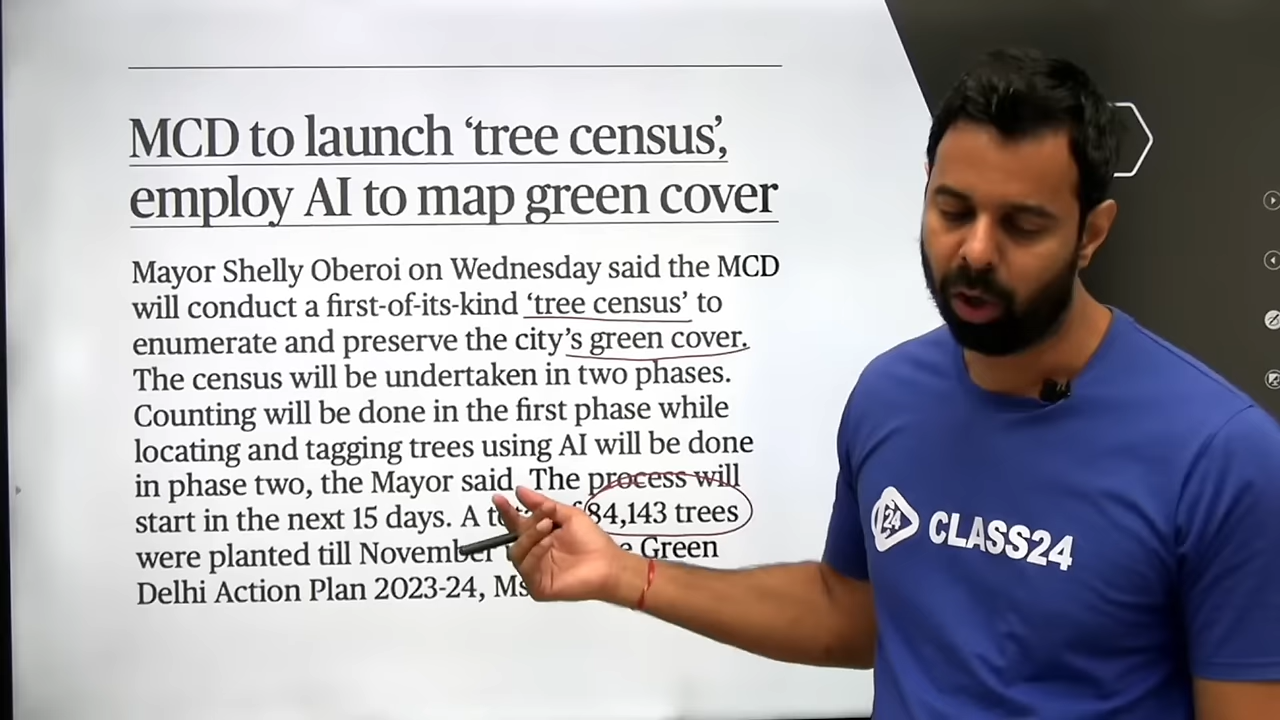 MCD to launch ‘tree census’,
employ AI to map green cover
Mayor Shelly Oberoi on Wednesday said the MCD
will conduct a first-of-its-kind ‘tree census’ to
enumerate and preserve the city’s green cover.
The census will be undertaken in two phases.
Counting will be done in the first phase while
locating and tagging trees using AI will be done
in phase two, the Mayor said. The process will
start in the next 15 days. A 84,143 trees
were planted till November Green
Delhi Action Plan 2023-24,
24 CLASS24